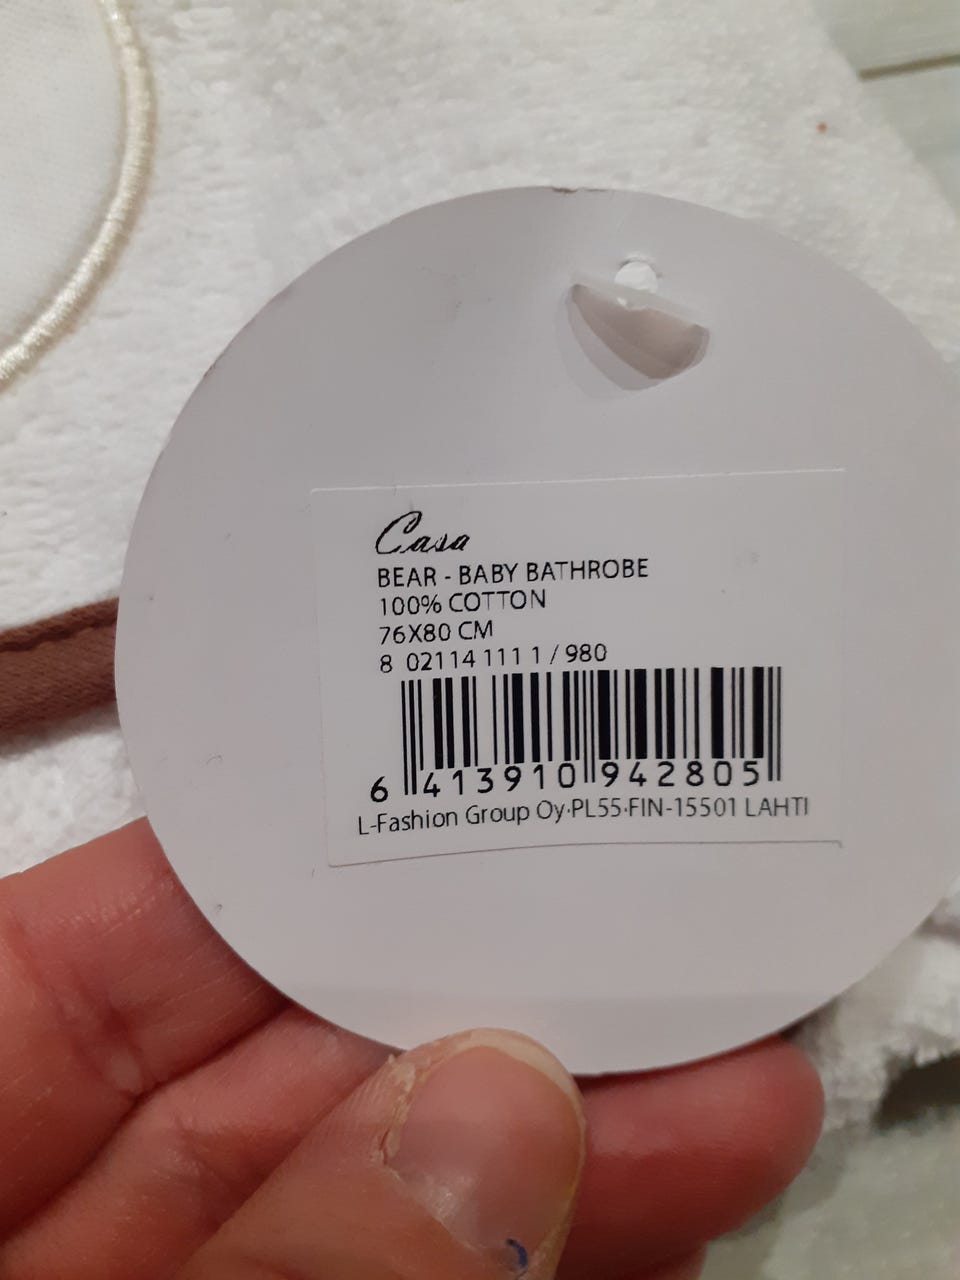 Casa
BEAR - BABY BATHROBE
100% COTTON
76X80 CM
8 02114 111 1 / 980
6 413910 942805
L-Fashion Group Oy·PL55·FIN-15501 LAHTI